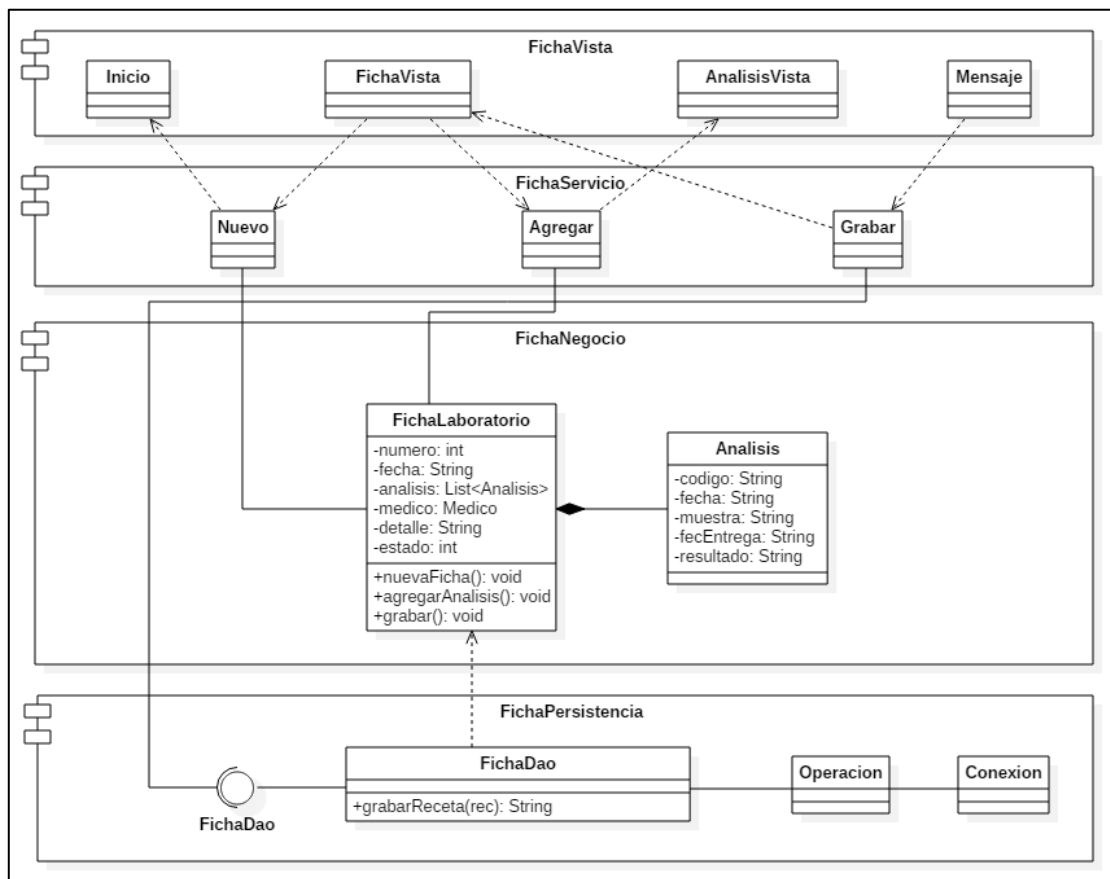 FichaVista
Inicio
FichaVista
AnalisisVista
Mensaje
FichaServicio
Nuevo
Agregar
Grabar
FichaNegocio
FichaLaboratorio
-numero: int
-fecha: String
-analisis: List<Analisis>
-medico: Medico
-detalle: String
-estado: int
+nuevaFicha(): void
+agregarAnalisis(): void
+grabar(): void
Analisis
-codigo: String
-fecha: String
-muestra: String
-fecEntrega: String
-resultado: String
FichaPersistencia
FichaDao
FichaDao
+grabarReceta(rec): String
Operacion
Conexion